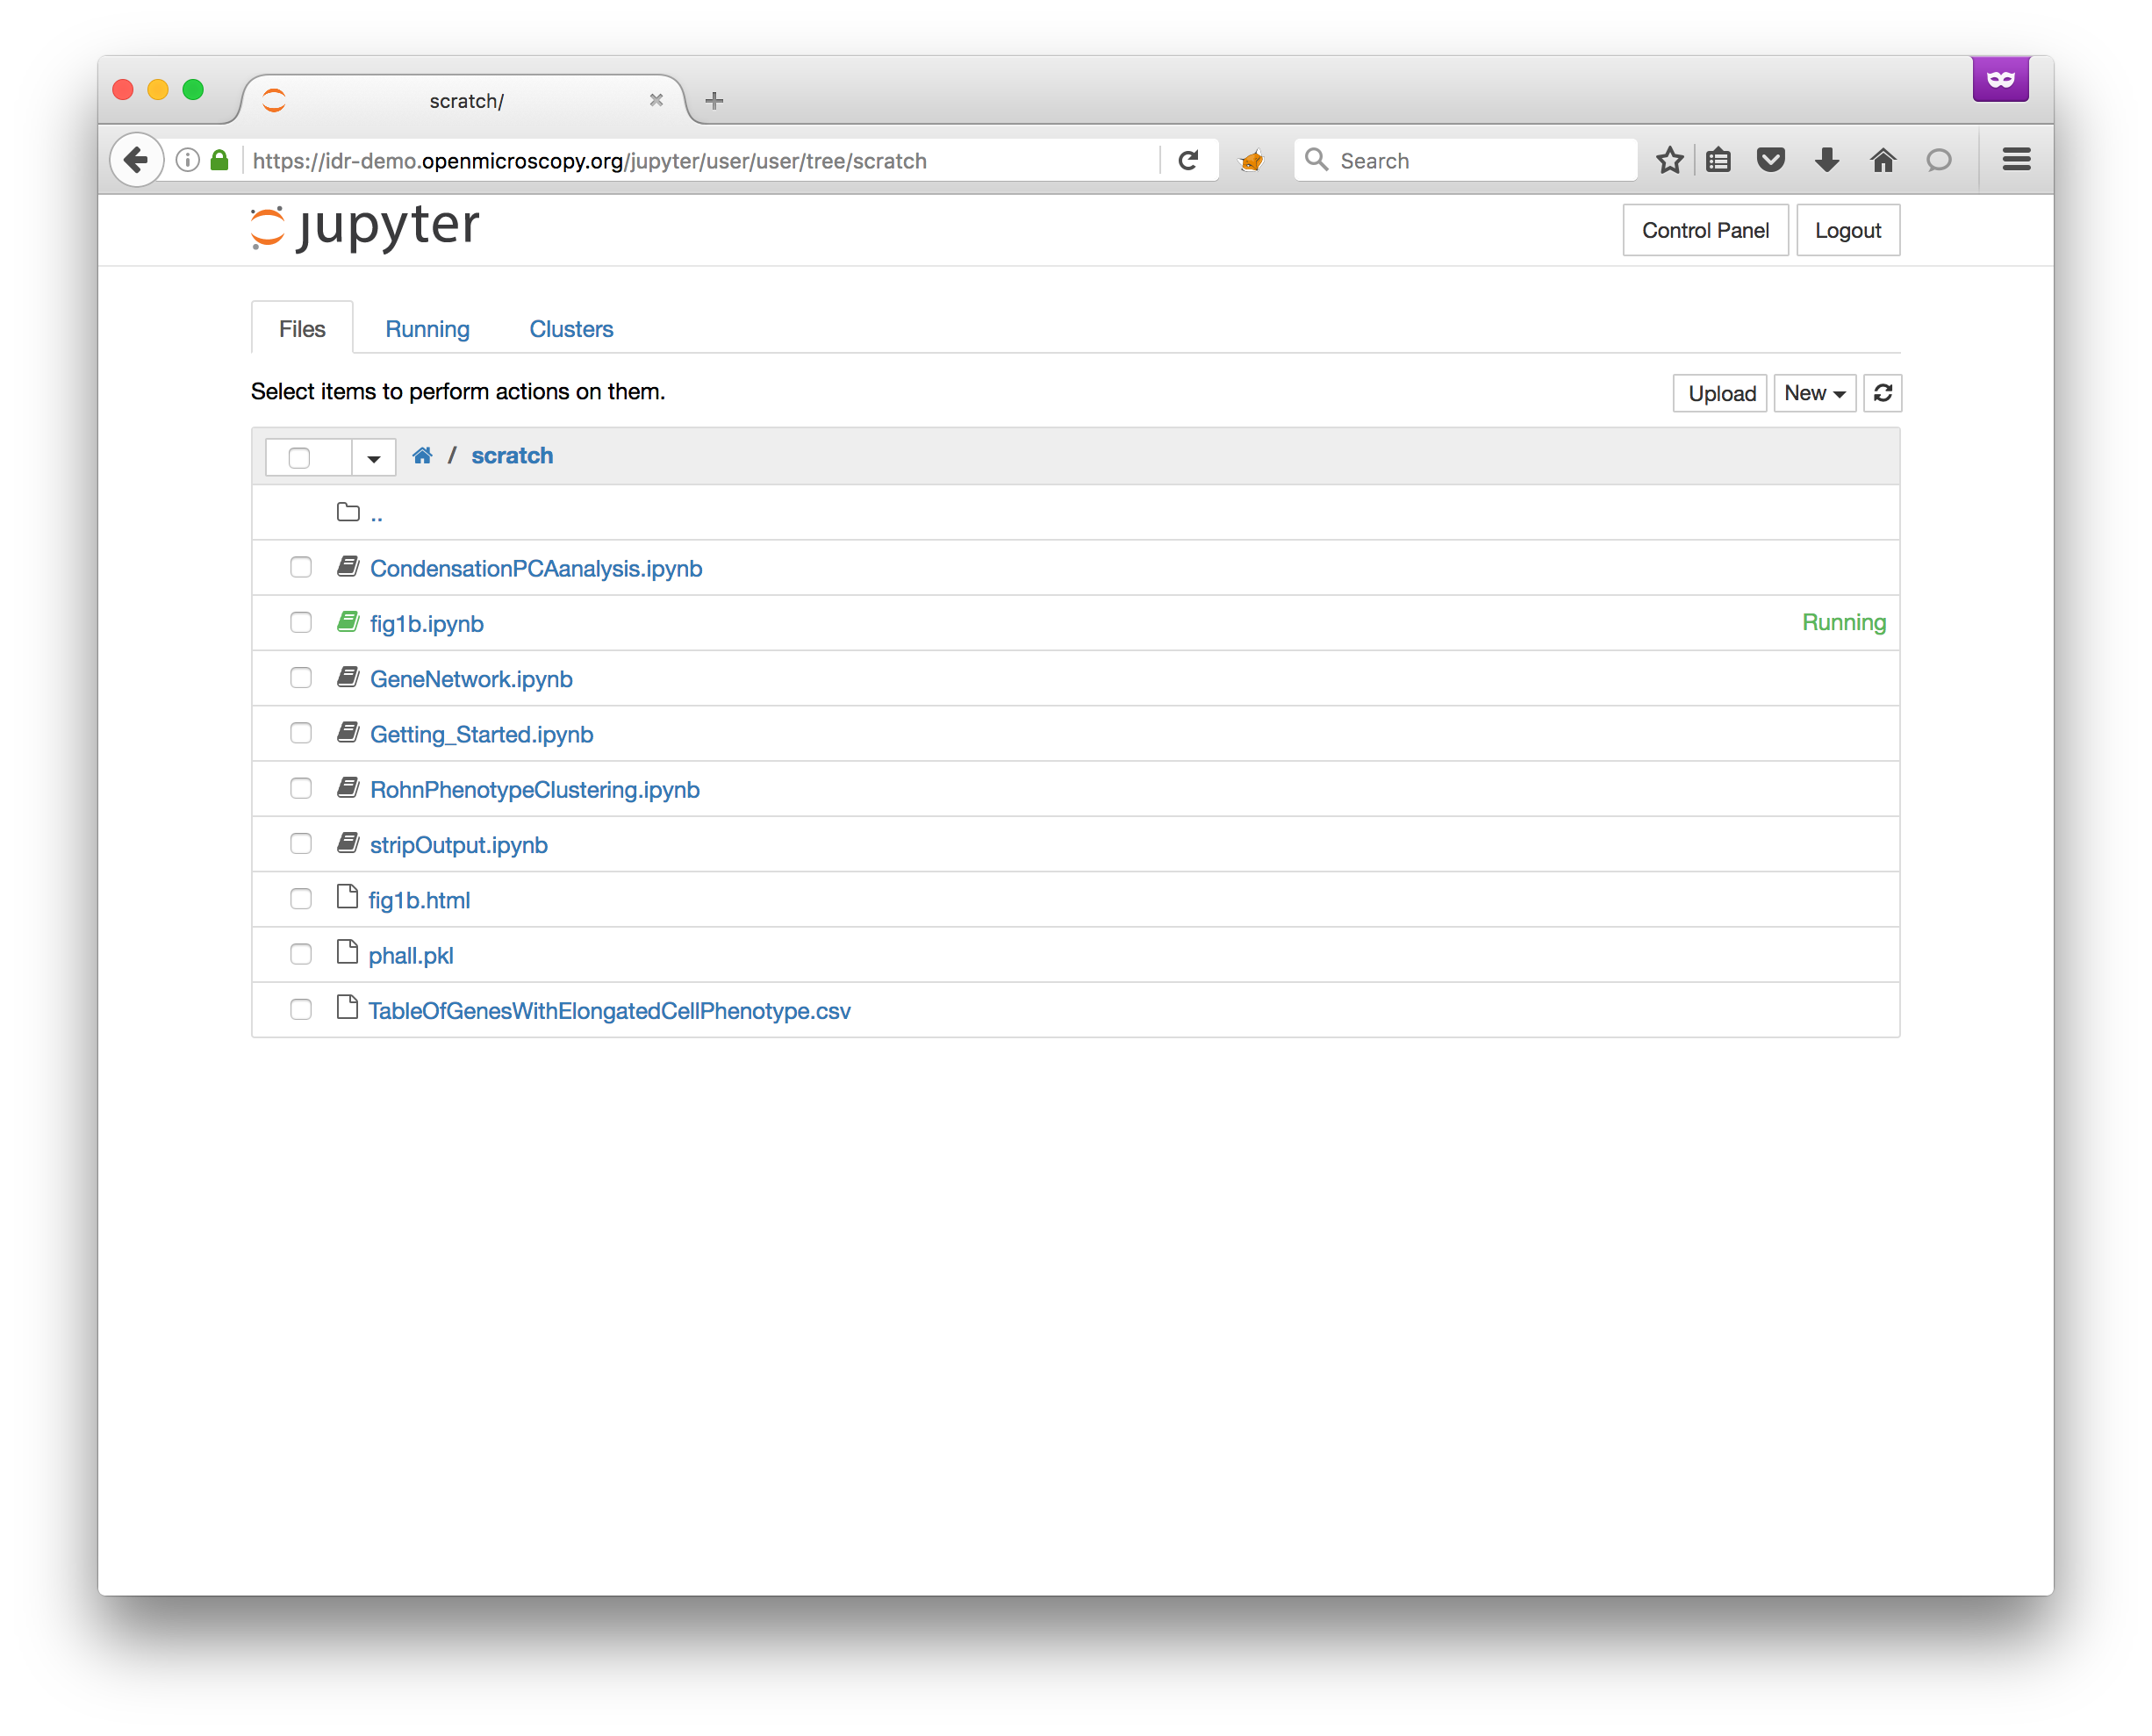 scratch/
https://idr-demo.openmicroscopy.org/jupyter/user/user/tree/scratch
Search
jupyter
Control Panel
Logout
Files
Running
Clusters
Select items to perform actions on them.
Upload
New
/ scratch
..
CondensationPCAanalysis.ipynb
fig1b.ipynb
Running
GeneNetwork.ipynb
Getting_Started.ipynb
RohnPhenotypeClustering.ipynb
stripOutput.ipynb
fig1b.html
phall.pkl
TableOfGenesWithElongatedCellPhenotype.csv